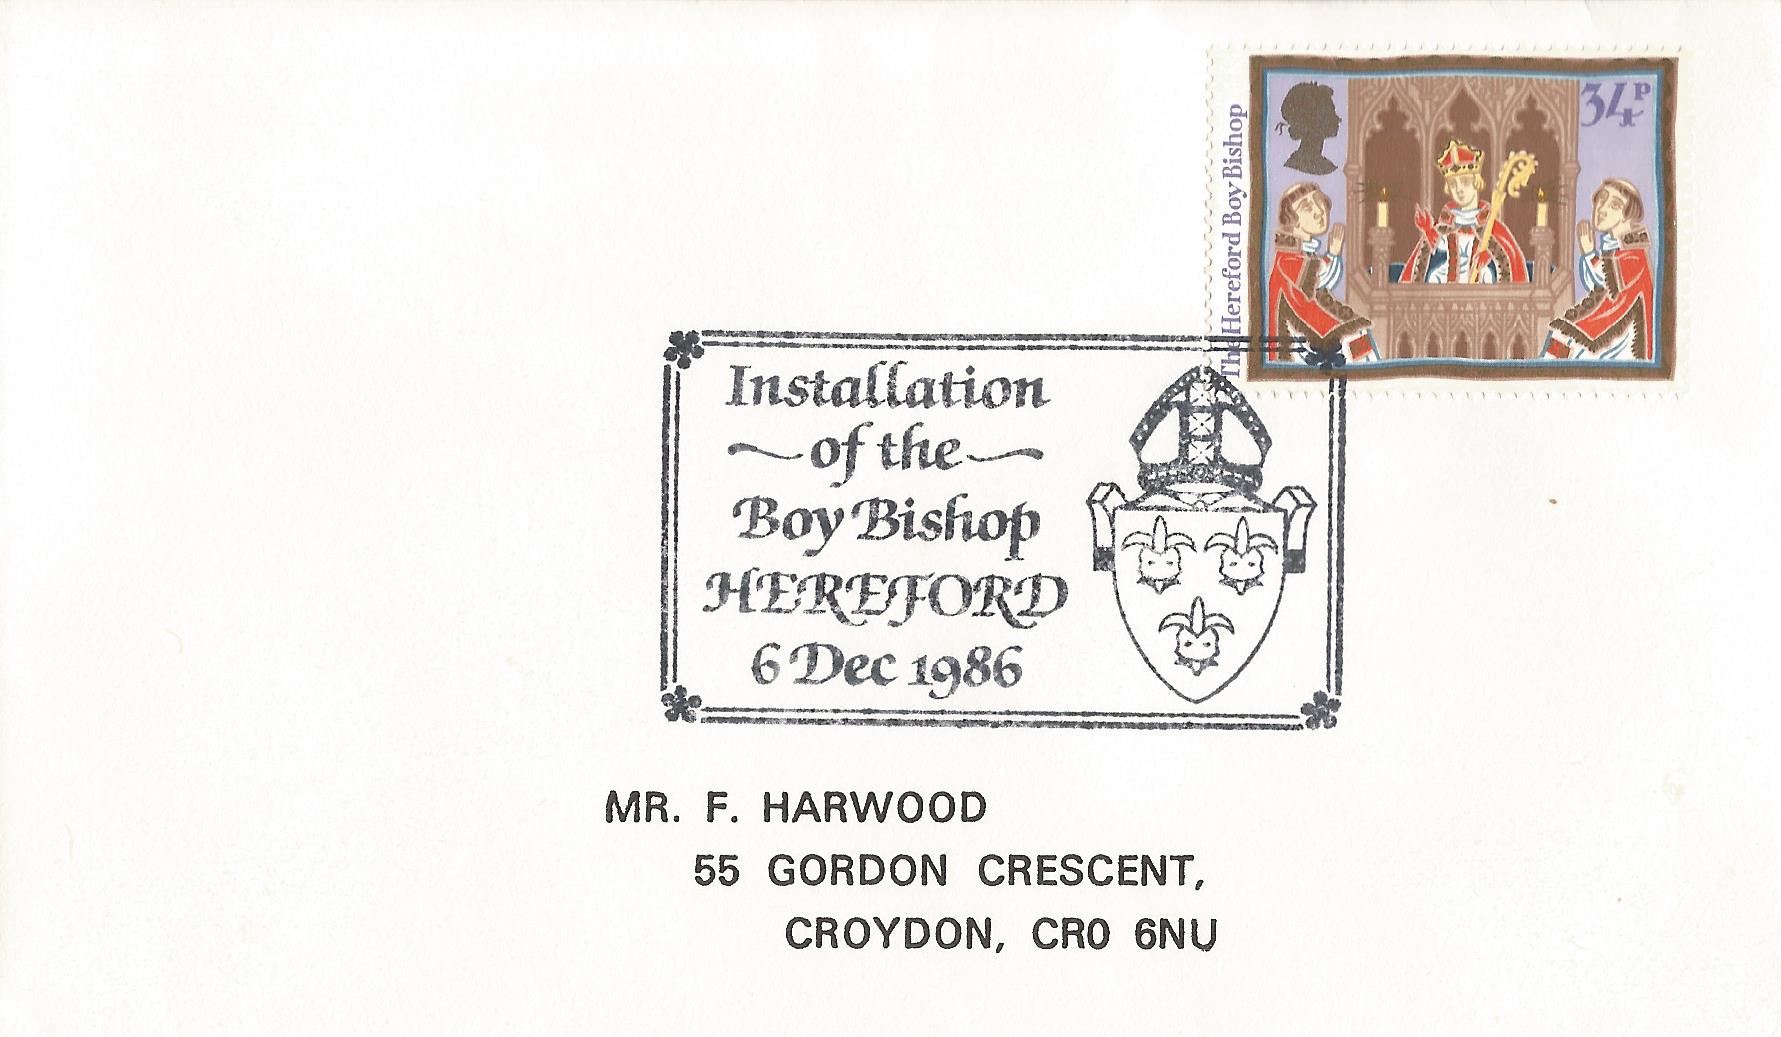 34P
The Hereford Boy Bishop
Installation
of the
Boy Bishop
HEREFORD
6 Dec 1986
MR. F. HARWOOD
55 GORDON CRESCENT,
CROYDON, CR0 6NU